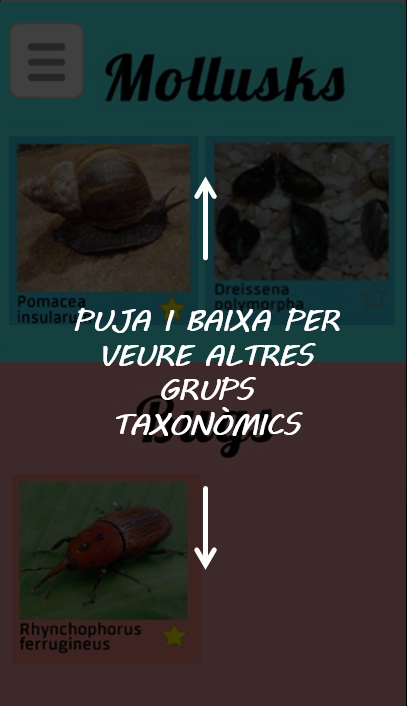 Mollusks
Pomacea
insularum
Dreissena
polymorpha
PUJA I BAIXA PER
VEURE ALTRES
GRUPS
TAXONÒMICS
Bugs
Rhynchophorus
ferrugineus